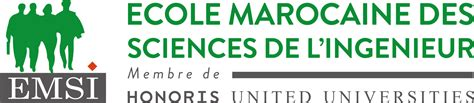 EMSI
ECOLE MAROCAINE DES
SCIENCES DE L'INGENIEUR
Membre de
HONORIS UNITED UNIVERSITIES